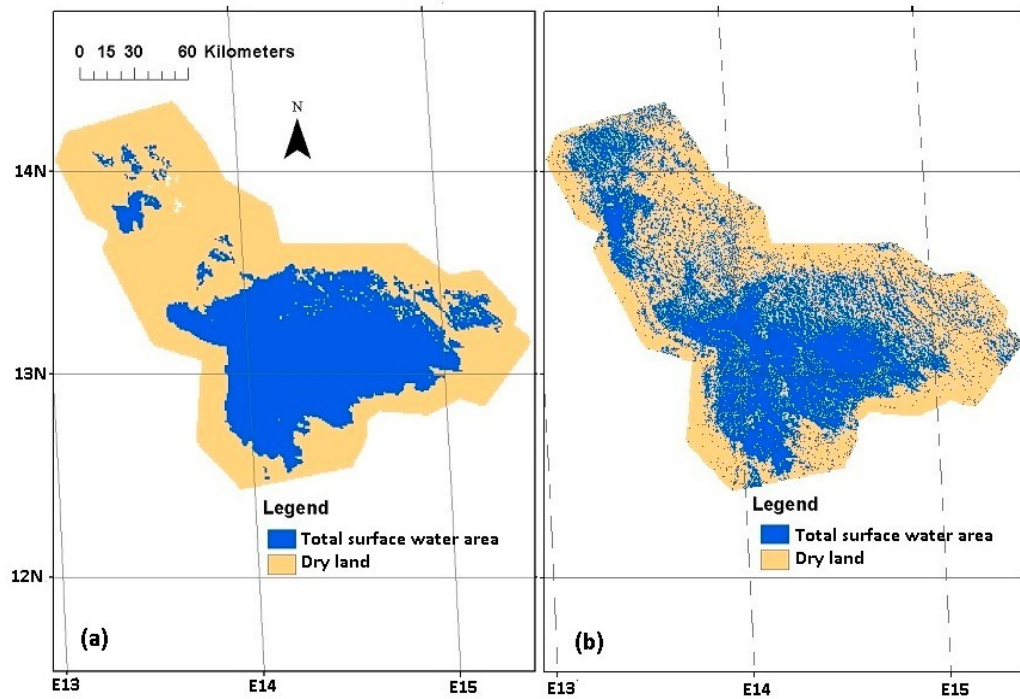 0 15 30 60 Kilometers
N
14N
13N
12N
Legend
Total surface water area
Dry land
(a)
E13 E14 E15
Legend
Total surface water area
Dry land
(b)
E13 E14 E15